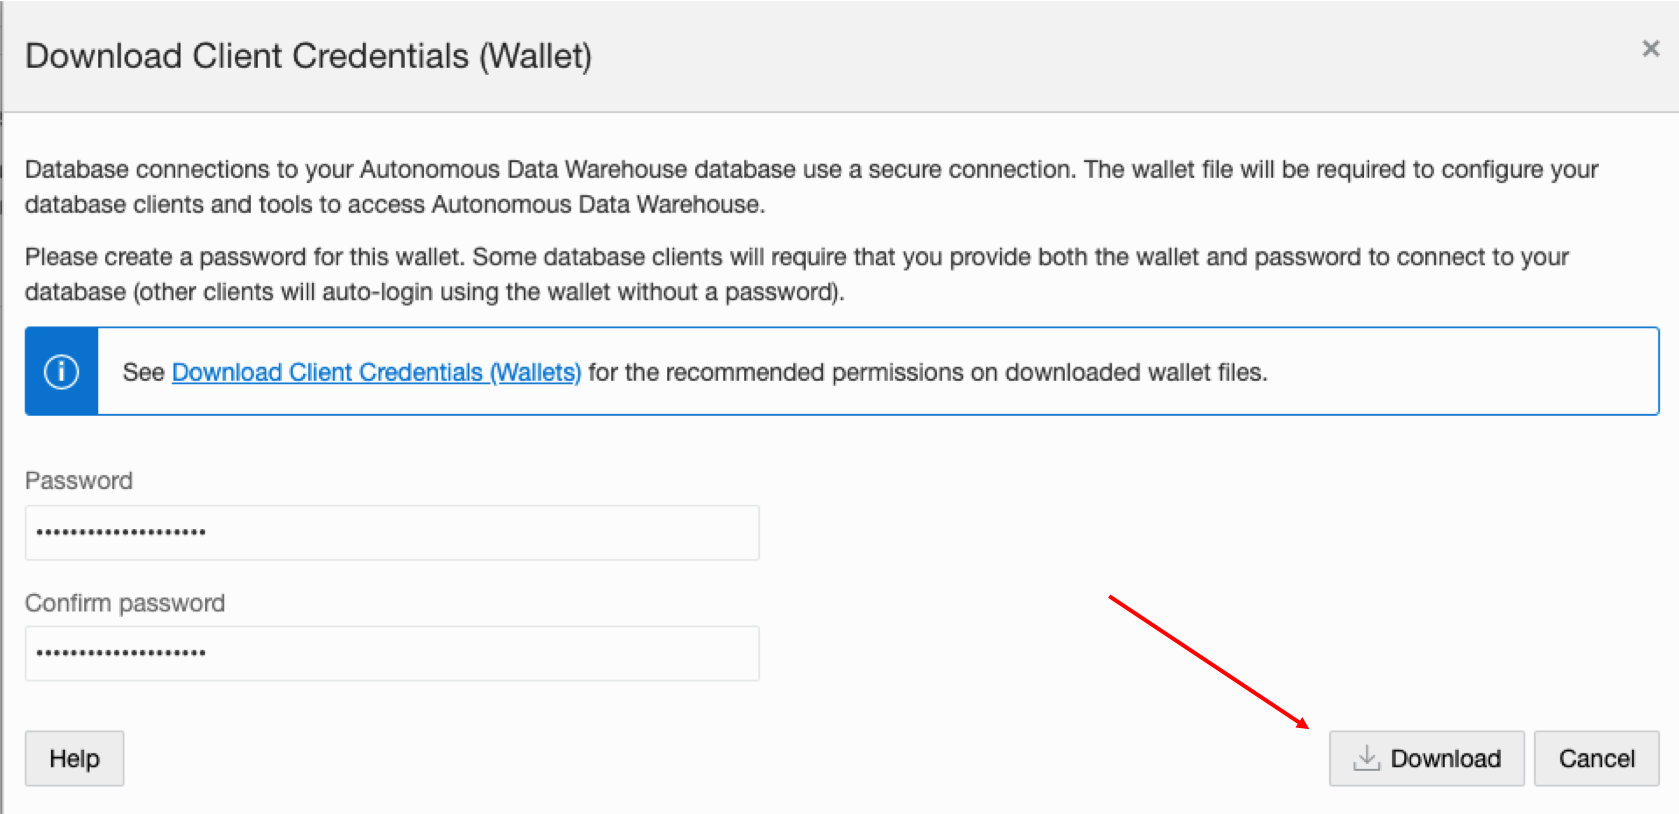 Download Client Credentials (Wallet)
×
Database connections to your Autonomous Data Warehouse database use a secure connection. The wallet file will be required to configure your
database clients and tools to access Autonomous Data Warehouse.
Please create a password for this wallet. Some database clients will require that you provide both the wallet and password to connect to your
database (other clients will auto-login using the wallet without a password).
See Download Client Credentials (Wallets) for the recommended permissions on downloaded wallet files.
Password
••••••••••••••••••••
Confirm password
••••••••••••••••••••
Help
Download
Cancel